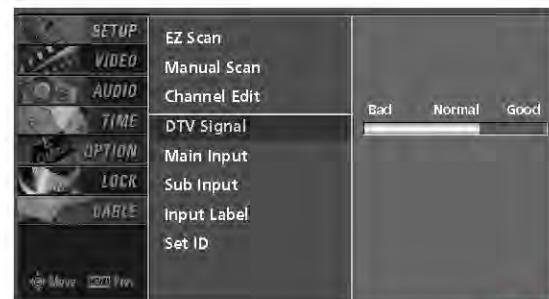 SETUP
VIDEO
AUDIO
TIME
OPTION
LOCK
CABLE
Move Prev.
EZ Scan
Manual Scan
Channel Edit
DTV Signal
Main Input
Sub Input
Input Label
Set ID
Bad Normal Good